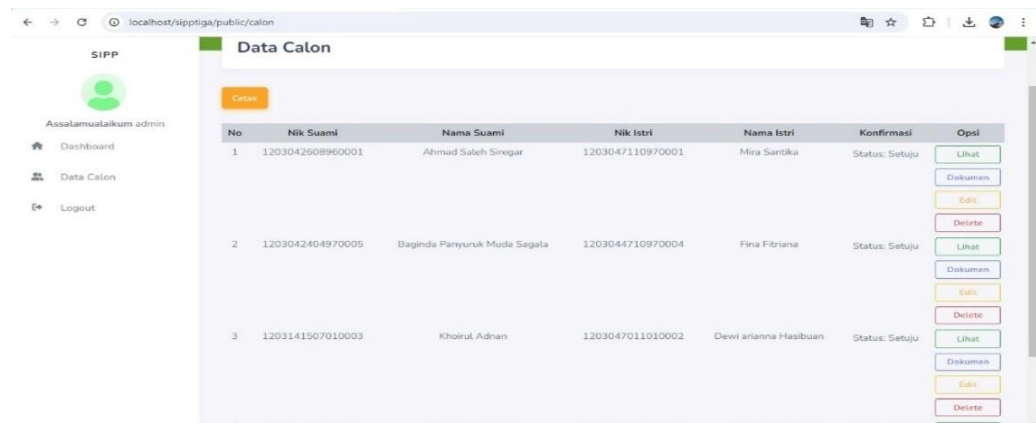 localhost/sipptiga/public/calon
SIPP
Assalamualaikum admin
Dashboard
Data Calon
Logout
Data Calon
Cetak
No Nik Suami Nama Suami Nik Istri Nama Istri Konfirmasi Opsi
1 1203042608960001 Ahmad Saleh Siregar 1203047110970001 Mira Santika Status: Setuju Lihat
Dokumen
Edit
Delete
2 1203042404970005 Baginda Panyuruk Muda Sagala 1203044710970004 Fina Fitriana Status: Setuju Lihat
Dokumen
Edit
Delete
3 1203141507010003 Khoirul Adnan 1203047011010002 Dewi arianna Hasibuan Status: Setuju Lihat
Dokumen
Edit
Delete